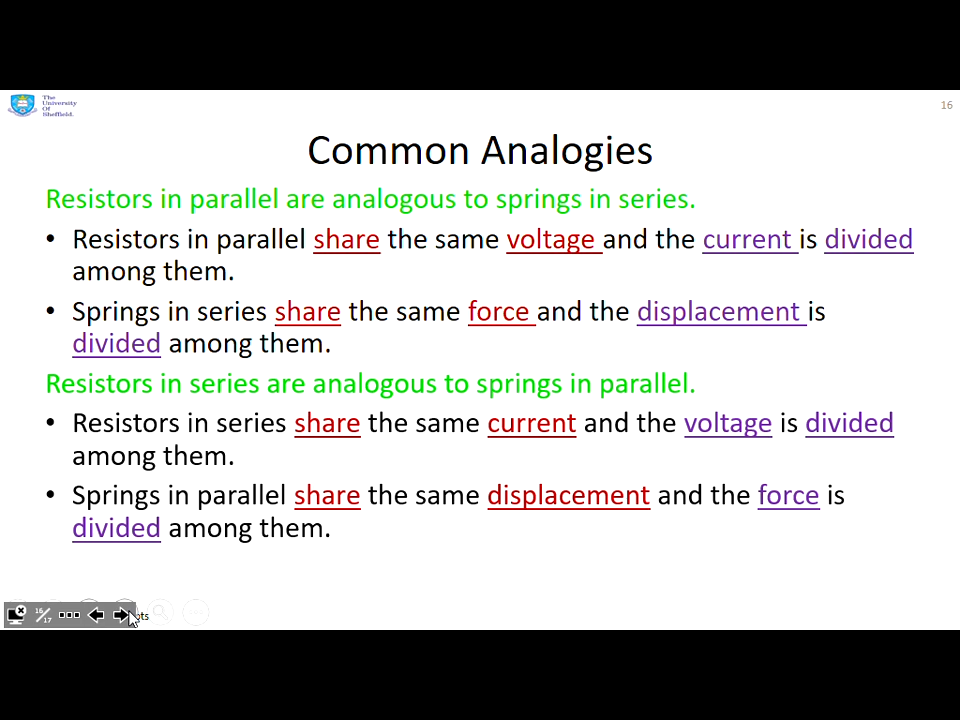 The
University
Of
Sheffield.
16
Common Analogies
Resistors in parallel are analogous to springs in series.
• Resistors in parallel share the same voltage and the current is divided
among them.
• Springs in series share the same force and the displacement is
divided among them.
Resistors in series are analogous to springs in parallel.
• Resistors in series share the same current and the voltage is divided
among them.
• Springs in parallel share the same displacement and the force is
divided among them.
16/17